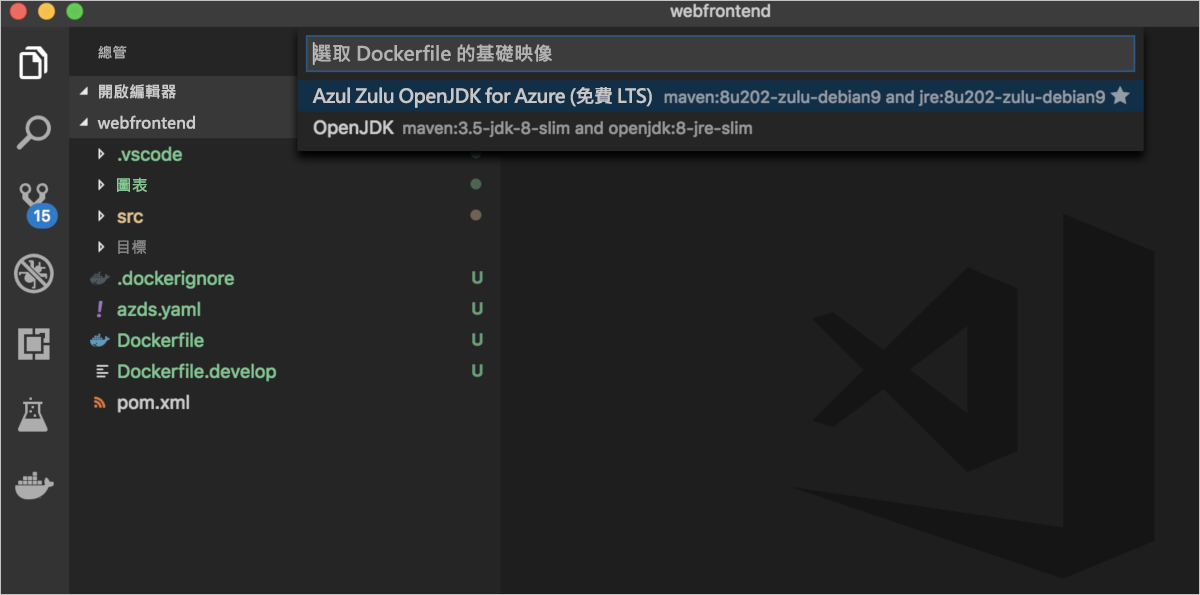 webfrontend
總管
選取 Dockerfile 的基礎映像
Azul Zulu OpenJDK for Azure (免費 LTS) maven:8u202-zulu-debian9 and jre:8u202-zulu-debian9
OpenJDK maven:3.5-jdk-8-slim and openjdk:8-jre-slim
開啟編輯器
webfrontend
.vscode
圖表
src
15
目標
.dockerignore U
azds.yaml U
Dockerfile U
Dockerfile.develop U
pom.xml